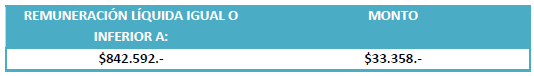 REMUNERACIÓN LÍQUIDA IGUAL O INFERIOR A: MONTO
$842.592.- $33.358.-